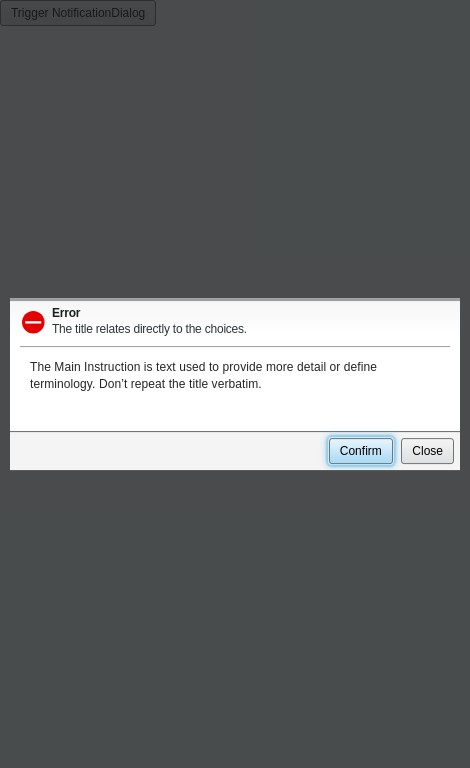 Trigger NotificationDialog
Error
The title relates directly to the choices.
The Main Instruction is text used to provide more detail or define
terminology. Don’t repeat the title verbatim.
Confirm Close